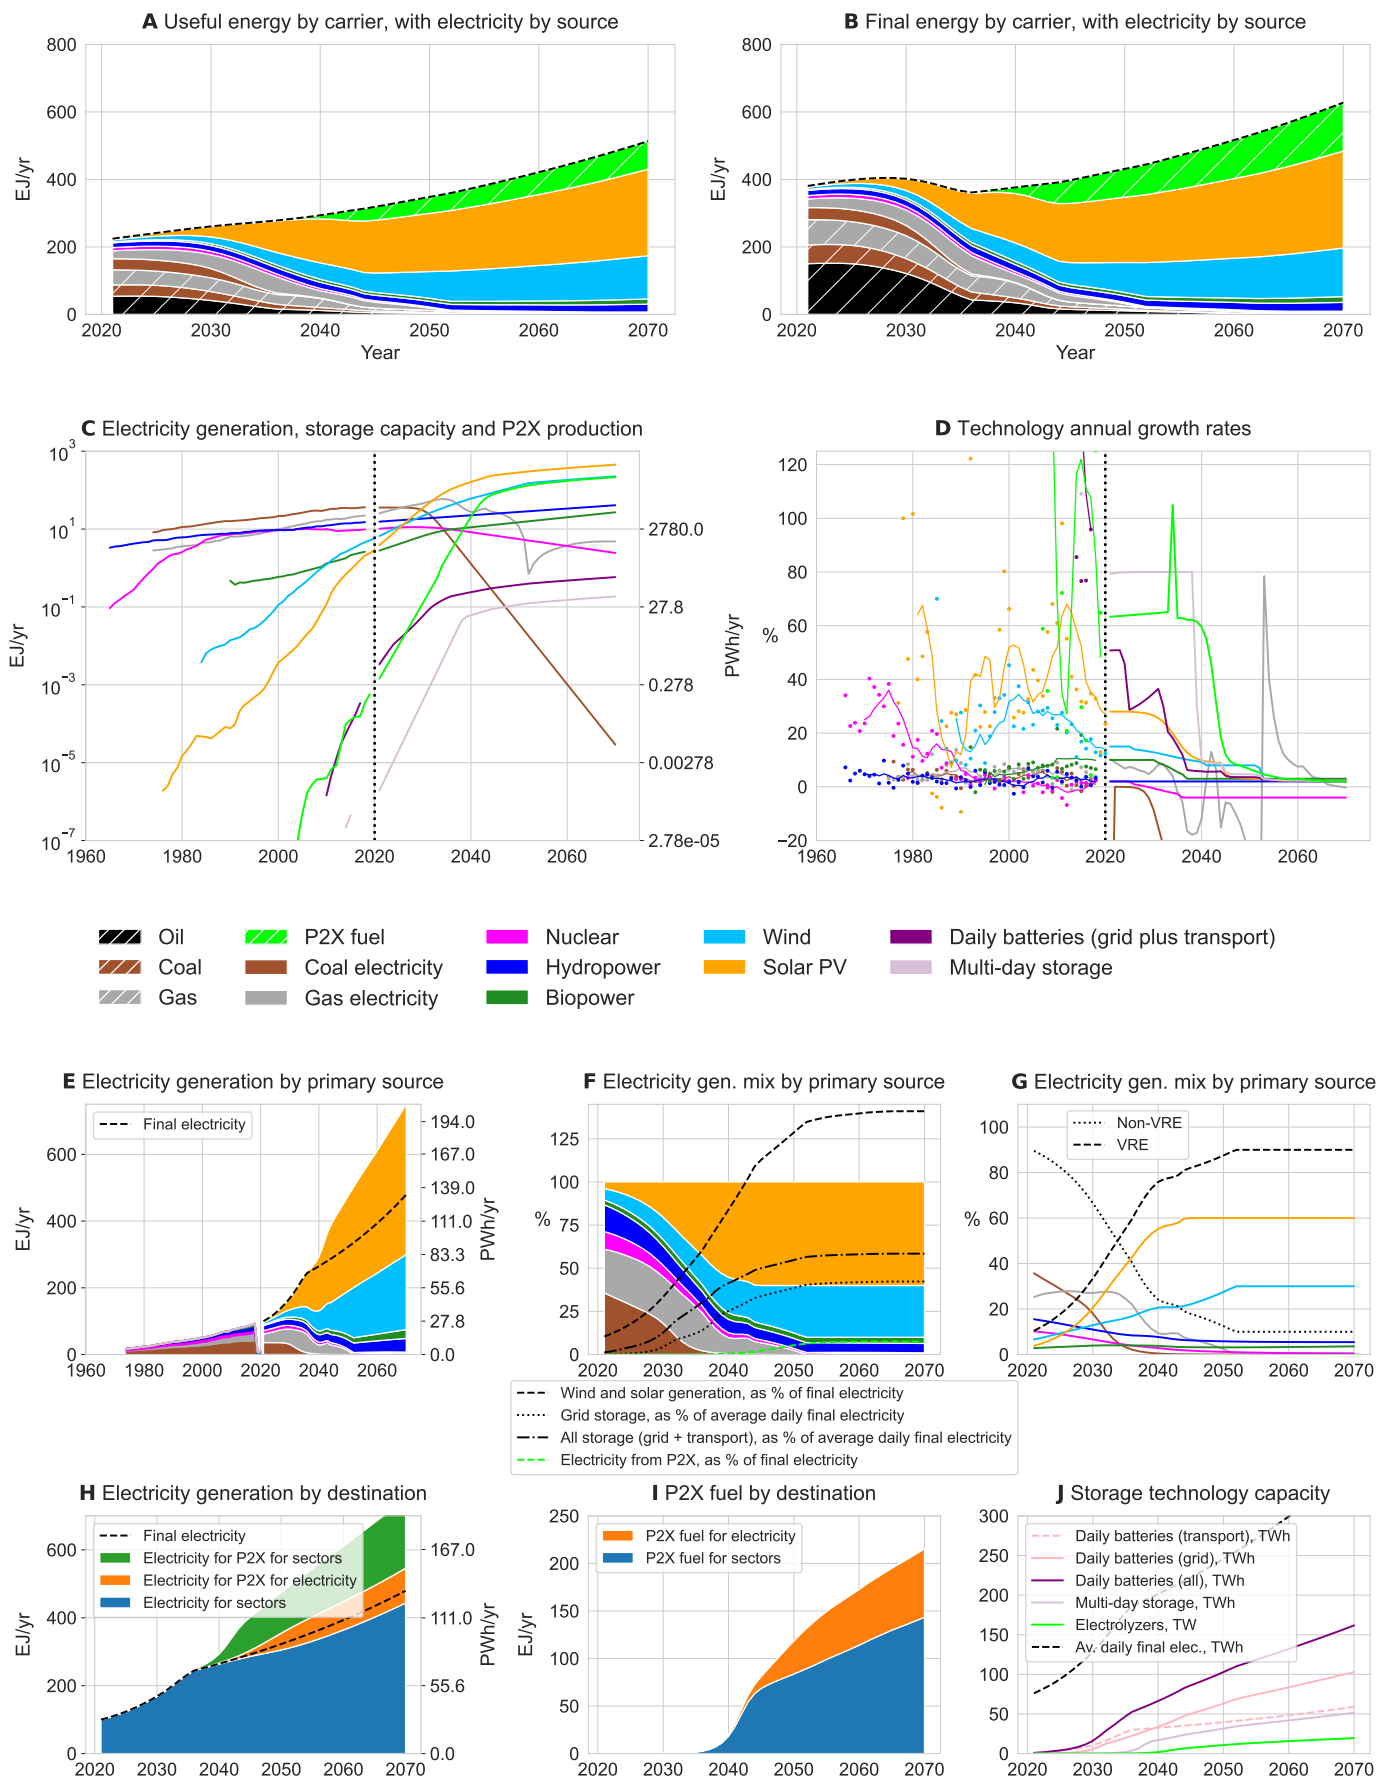 A Useful energy by carrier, with electricity by source
800
600
400
200
0
EJ/yr
2020 2030 2040 2050 2060 2070
Year
B Final energy by carrier, with electricity by source
800
600
400
200
0
EJ/yr
2020 2030 2040 2050 2060 2070
Year
C Electricity generation, storage capacity and P2X production
10^3
10^1
10^−1
10^−3
10^−5
10^−7
EJ/yr
2780.0
27.8
0.278
0.00278
2.78e-05
PWh/yr
1960 1980 2000 2020 2040 2060
D Technology annual growth rates
120
100
80
60
40
20
0
−20
%
1960 1980 2000 2020 2040 2060
Oil P2X fuel Nuclear Wind Daily batteries (grid plus transport)
Coal Coal electricity Hydropower Solar PV Multi-day storage
Gas Gas electricity Biopower
E Electricity generation by primary source
Final electricity
600
400
200
0
EJ/yr
194.0
167.0
139.0
111.0
83.3
55.6
27.8
0.0
PWh/yr
1960 1980 2000 2020 2040 2060
F Electricity gen. mix by primary source
125
100
75
50
25
0
%
2020 2030 2040 2050 2060 2070
Wind and solar generation, as % of final electricity
Grid storage, as % of average daily final electricity
All storage (grid + transport), as % of average daily final electricity
Electricity from P2X, as % of final electricity
G Electricity gen. mix by primary source
Non-VRE
VRE
100
80
60
40
20
0
%
2020 2030 2040 2050 2060 2070
H Electricity generation by destination
Final electricity
Electricity for P2X for sectors
Electricity for P2X for electricity
Electricity for sectors
600
400
200
0
EJ/yr
167.0
111.0
55.6
0.0
PWh/yr
2020 2030 2040 2050 2060 2070
I P2X fuel by destination
P2X fuel for electricity
P2X fuel for sectors
250
200
150
100
50
0
EJ/yr
2020 2030 2040 2050 2060 2070
J Storage technology capacity
Daily batteries (transport), TWh
Daily batteries (grid), TWh
Daily batteries (all), TWh
Multi-day storage, TWh
Electrolyzers, TW
Av. daily final elec., TWh
300
250
200
150
100
50
0
2020 2030 2040 2050 2060 2070